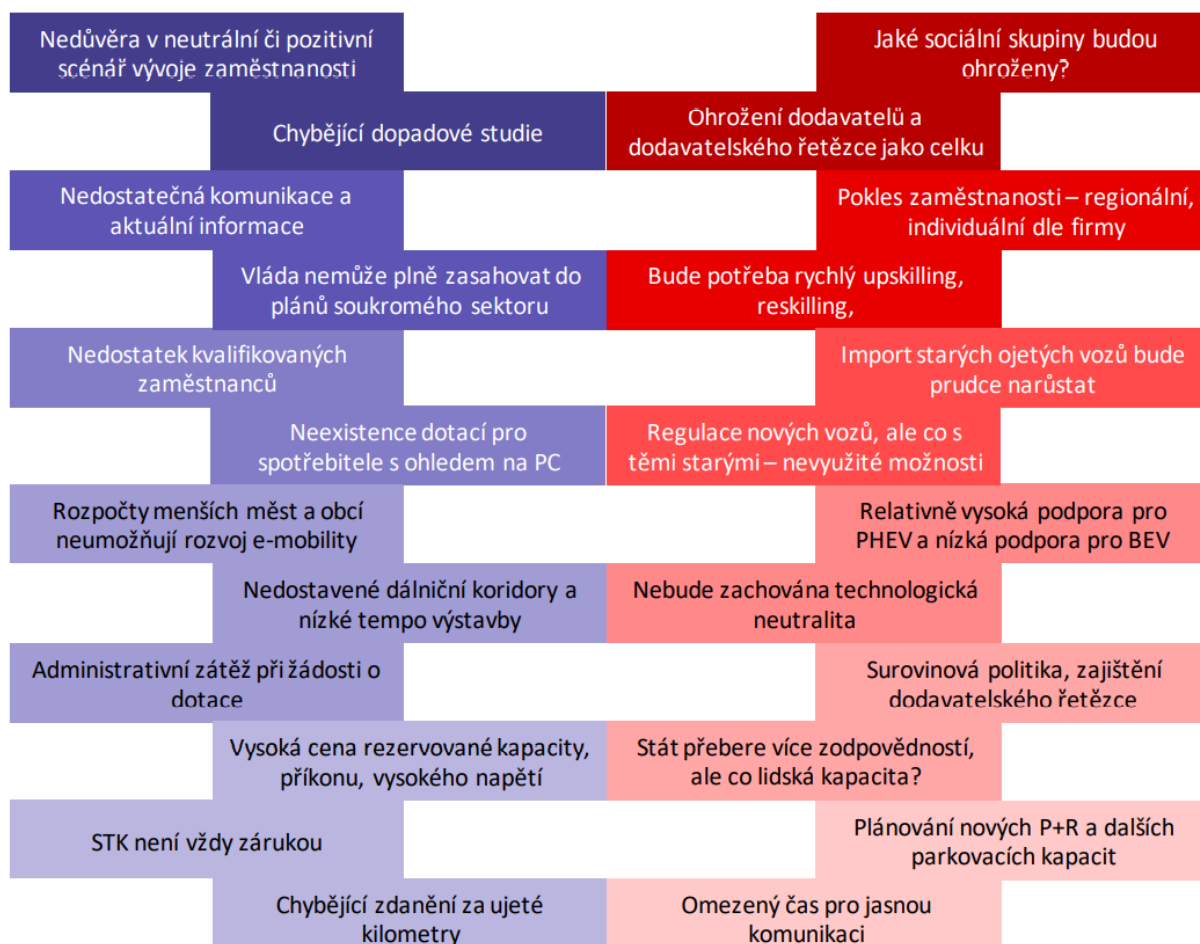 Nedůvěra v neutrální či pozitivní
scénář vývoje zaměstnanosti
Jaké sociální skupiny budou
ohroženy?
Chybějící dopadové studie
Ohrožení dodavatelů a
dodavatelského řetězce jako celku
Nedostatečná komunikace a
aktuální informace
Pokles zaměstnanosti – regionální,
individuální dle firmy
Vláda nemůže plně zasahovat do
plánů soukromého sektoru
Bude potřeba rychlý upskilling,
reskilling,
Nedostatek kvalifikovaných
zaměstnanců
Import starých ojetých vozů bude
prudce narůstat
Neexistence dotací pro
spotřebitele s ohledem na PC
Regulace nových vozů, ale co s
těmi starými – nevyužité možnosti
Rozpočty menších měst a obcí
neumožňují rozvoj e-mobility
Relativně vysoká podpora pro
PHEV a nízká podpora pro BEV
Nedostavené dálniční koridory a
nízké tempo výstavby
Nebude zachována technologická
neutralita
Administrativní zátěž při žádosti o
dotace
Surovinová politika, zajištění
dodavatelského řetězce
Vysoká cena rezervované kapacity,
příkonu, vysokého napětí
Stát přebere více zodpovědností,
ale co lidská kapacita?
STK není vždy zárukou
Plánování nových P+R a dalších
parkovacích kapacit
Chybějící zdanění za ujeté
kilometry
Omezený čas pro jasnou
komunikaci